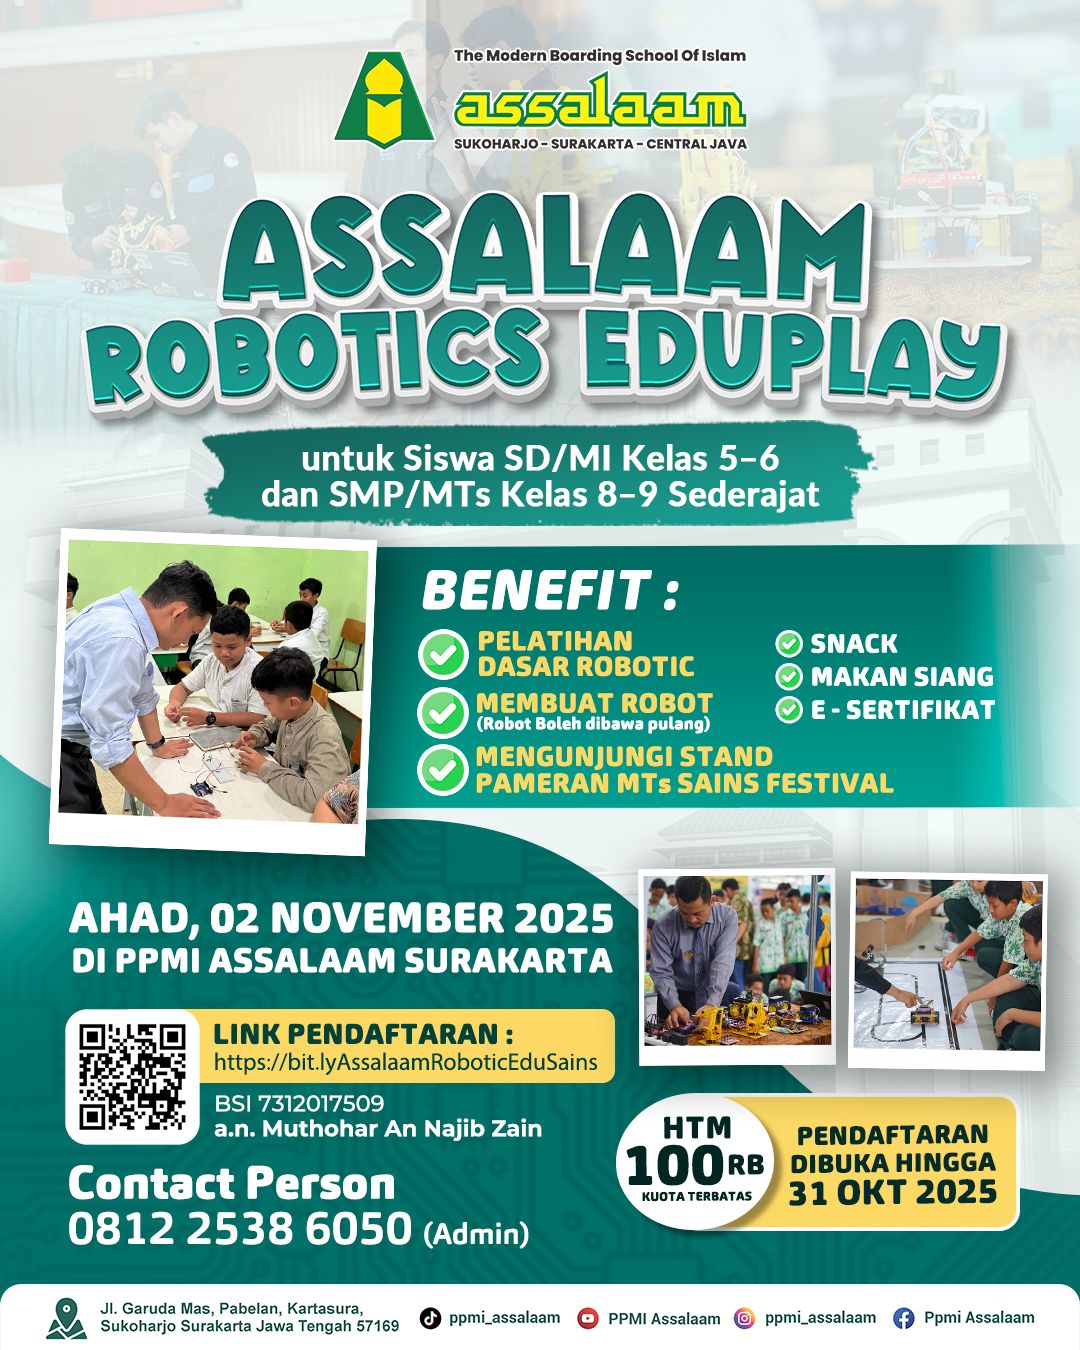 The Modern Boarding School Of Islam
assalaam
SUKOHARJO - SURAKARTA - CENTRAL JAVA
ASSALAAM
ROBOTICS EDUPLAY
untuk Siswa SD/MI Kelas 5-6
dan SMP/MTs Kelas 8-9 Sederajat
BENEFIT :
PELATIHAN
DASAR ROBOTIC
MEMBUAT ROBOT
(Robot Boleh dibawa pulang)
MENGUNJUNGI STAND
PAMERAN MTs SAINS FESTIVAL
SNACK
MAKAN SIANG
E - SERTIFIKAT
AHAD, 02 NOVEMBER 2025
DI PPMI ASSALAAM SURAKARTA
LINK PENDAFTARAN :
https://bit.lyAssalaamRoboticEduSains
BSI 7312017509
a.n. Muthohar An Najib Zain
Contact Person
0812 2538 6050 (Admin)
HTM
100 RB
KUOTA TERBATAS
PENDAFTARAN
DIBUKA HINGGA
31 OKT 2025
Jl. Garuda Mas, Pabelan, Kartasura,
Sukoharjo Surakarta Jawa Tengah 57169
ppmi_assalaam
PPMI Assalaam
ppmi_assalaam
Ppmi Assalaam